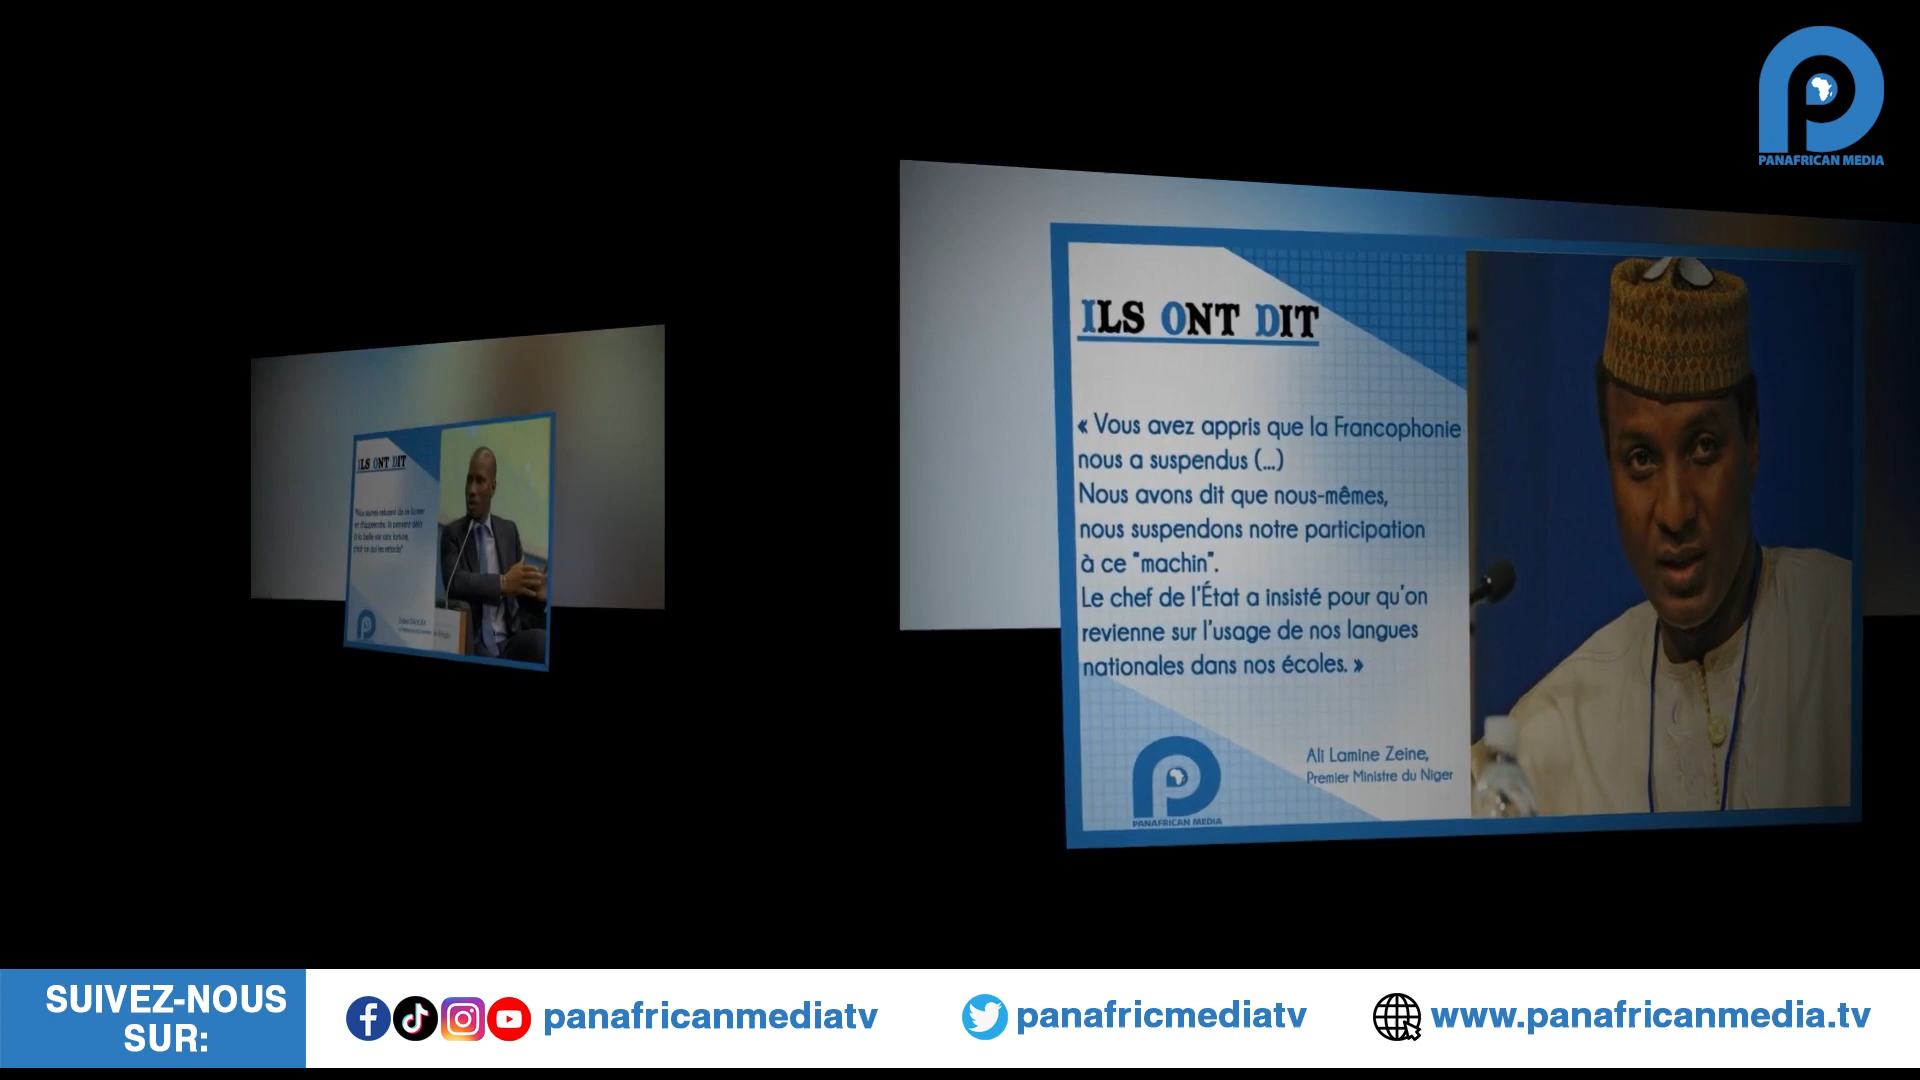 PANAFRICAN MEDIA
ILS ONT DIT
ILS ONT DIT
« Vous avez appris que la Francophonie
nous a suspendus (...)
Nous avons dit que nous-mêmes,
nous suspendons notre participation
à ce "machin".
Le chef de l'État a insisté pour qu'on
revienne sur l'usage de nos langues
nationales dans nos écoles. »
Ali Lamine Zeine,
Premier Ministre du Niger
PANAFRICAN MEDIA
SUIVEZ-NOUS
SUR:
panafricanmediatv
panafricmediatv
www.panafricanmedia.tv